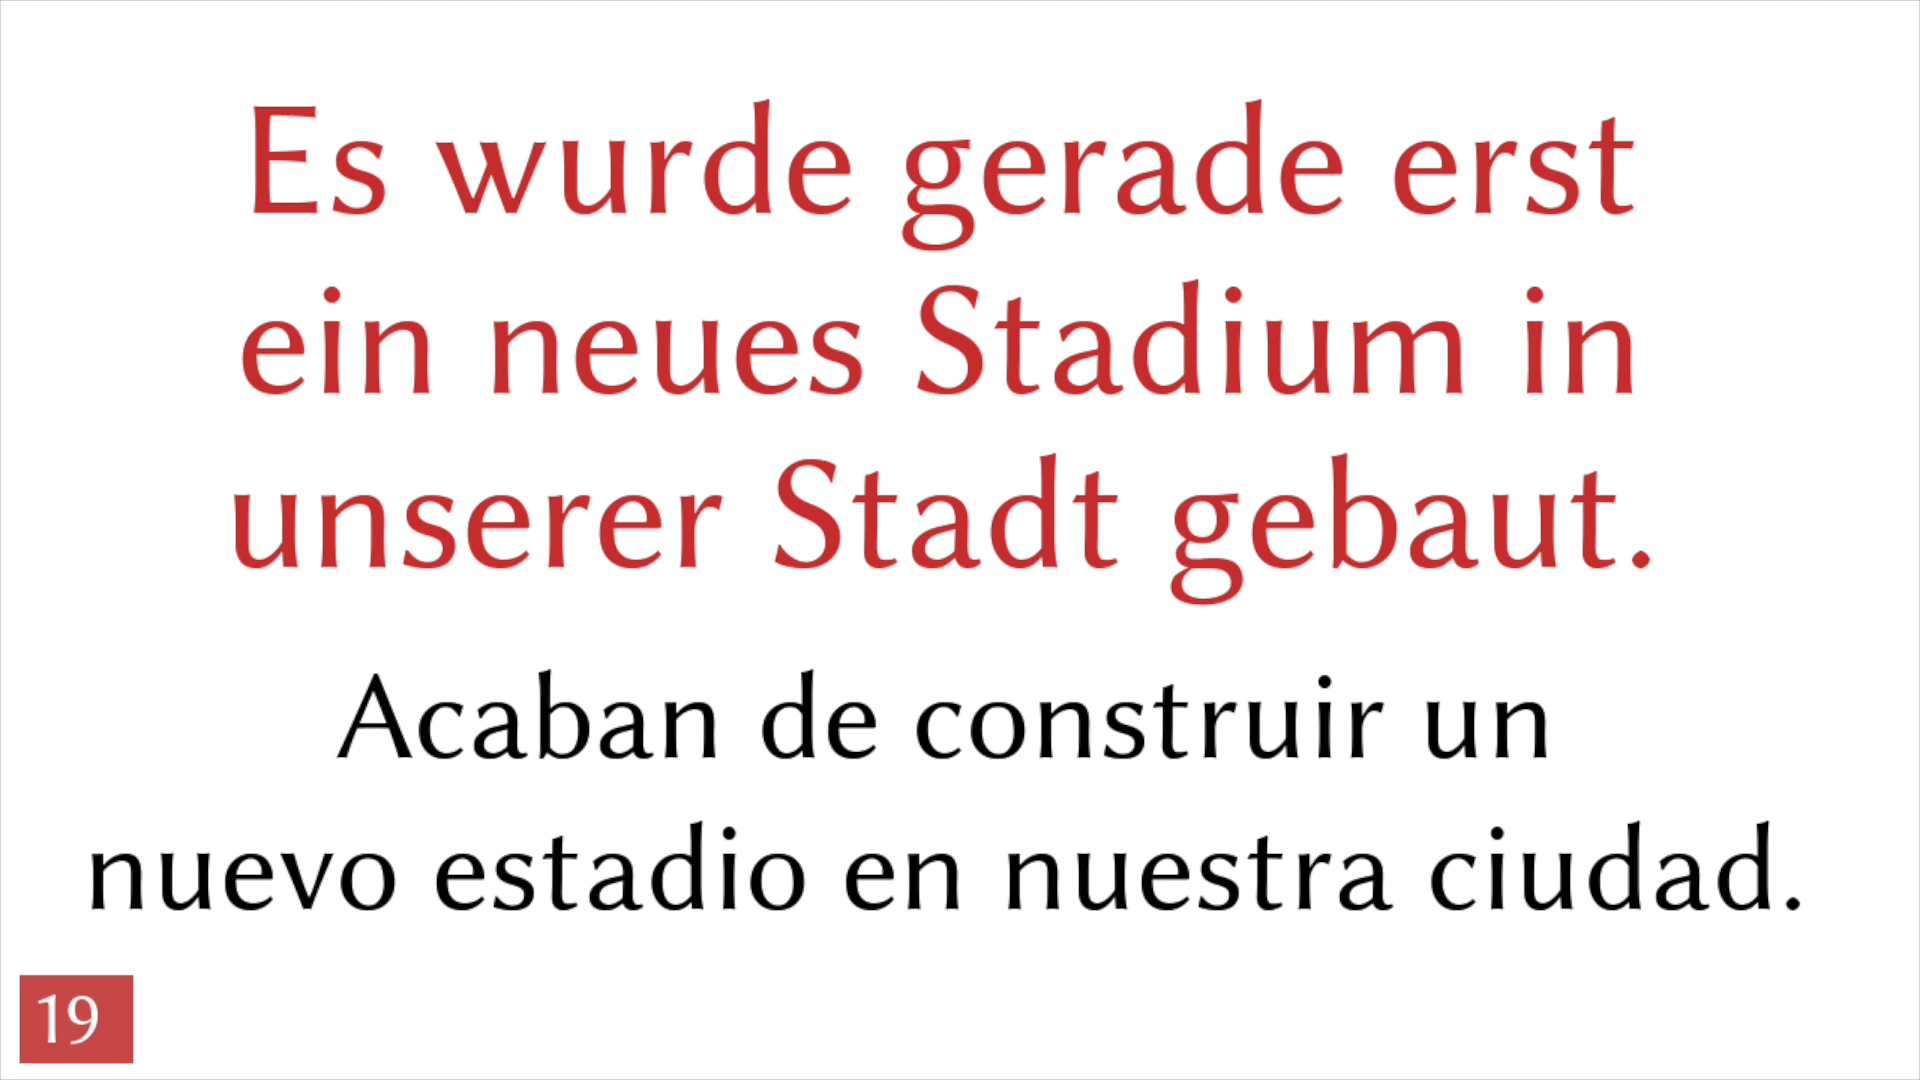 Es wurde gerade erst
ein neues Stadium in
unserer Stadt gebaut.
Acaban de construir un
nuevo estadio en nuestra ciudad.
19